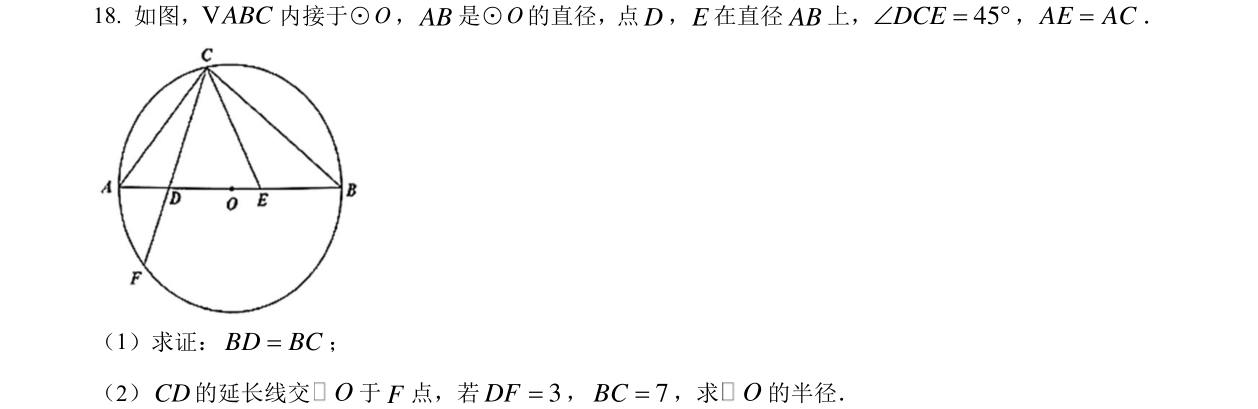 18. 如图，VABC 内接于⊙O，AB 是⊙O 的直径，点 D，E 在直径 AB 上，∠DCE = 45°，AE = AC．
C
A
D
O
E
B
F
（1）求证：BD = BC；
（2）CD 的延长线交□ O 于 F 点，若 DF = 3，BC = 7，求□ O 的半径．